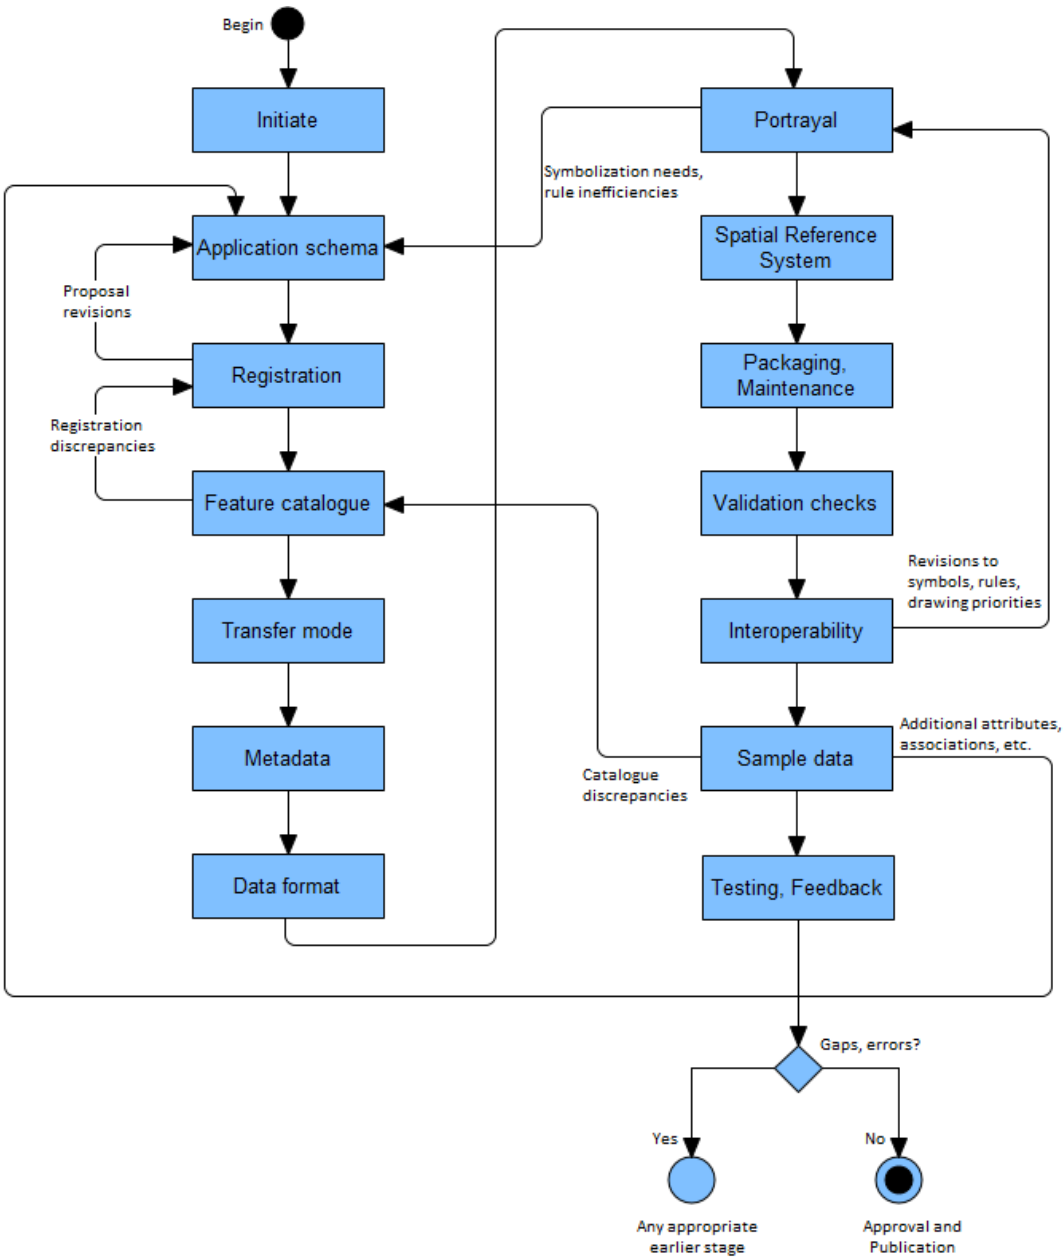 Begin
Initiate
Application schema
Proposal
revisions
Registration
Registration
discrepancies
Feature catalogue
Transfer mode
Metadata
Data format
Portrayal
Symbolization needs,
rule inefficiencies
Spatial Reference
System
Packaging,
Maintenance
Validation checks
Revisions to
symbols, rules,
drawing priorities
Interoperability
Additional attributes,
associations, etc.
Sample data
Catalogue
discrepancies
Testing, Feedback
Gaps, errors?
Yes
No
Any appropriate
earlier stage
Approval and
Publication